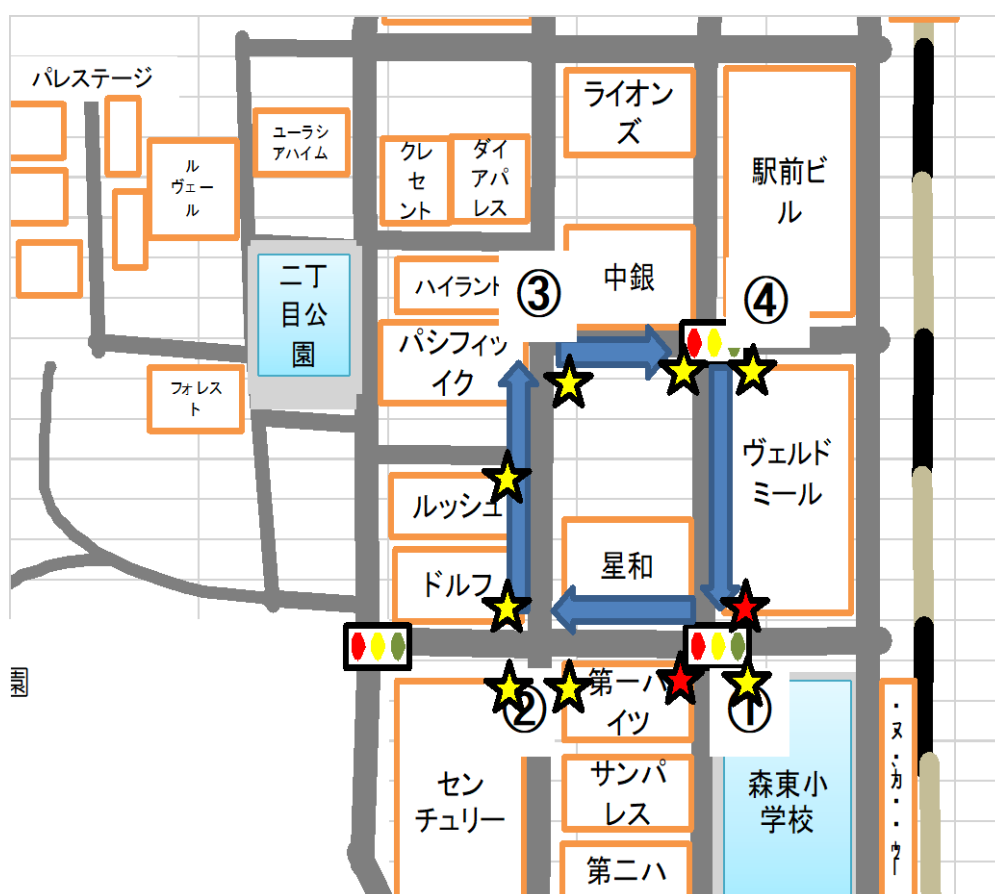 パレステージ
ユーラシ
アハイム
ル
ヴェー
ル
クレ
セ
ント
ダイ
アパ
レス
ライオン
ズ
駅前ビ
ル
二丁
目公
園
ハイラント
③
中銀
④
パシフィッ
イク
フォレス
ト
ルッシュエ
ヴェルド
ミール
ドルフ
星和
園
②
第一ハ
イツ
①
セン
チュリー
サンパ
レス
森東小
学校
第二ハ